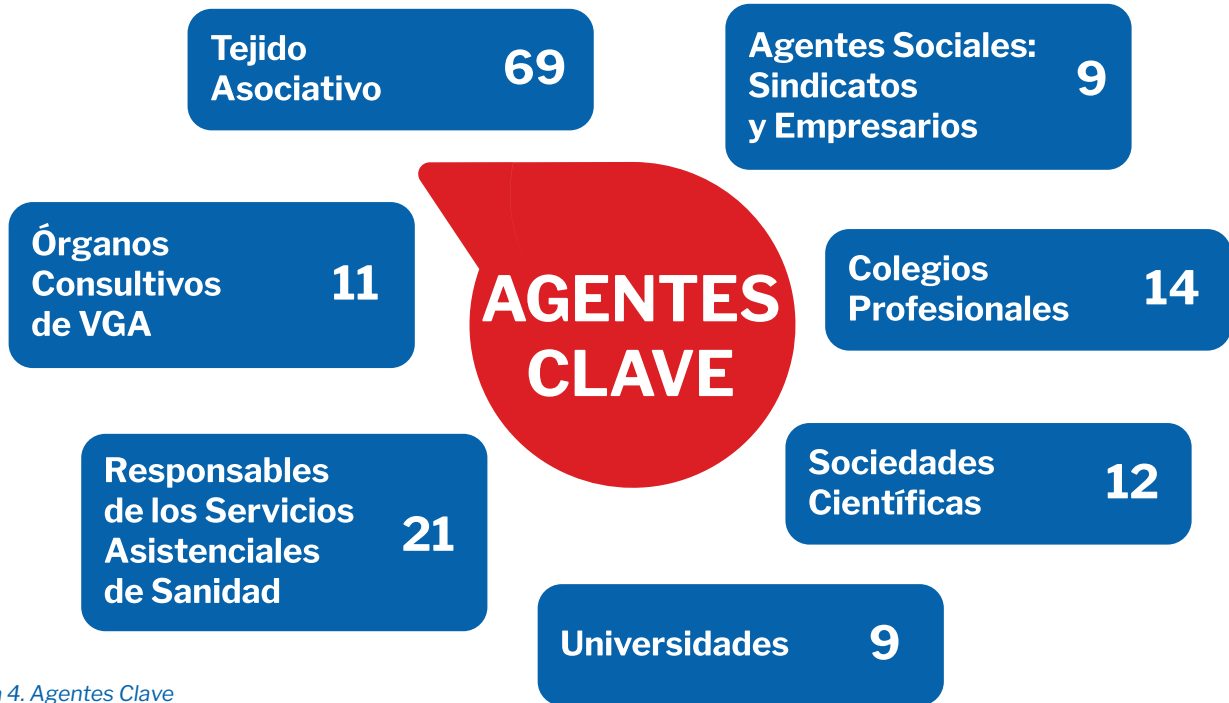 Tejido
Asociativo
69
Agentes Sociales:
Sindicatos
y Empresarios
9
Órganos
Consultivos
de VGA
11
AGENTES
CLAVE
Colegios
Profesionales
14
Responsables
de los Servicios
Asistenciales
de Sanidad
21
Sociedades
Científicas
12
Universidades
9
4. Agentes Clave